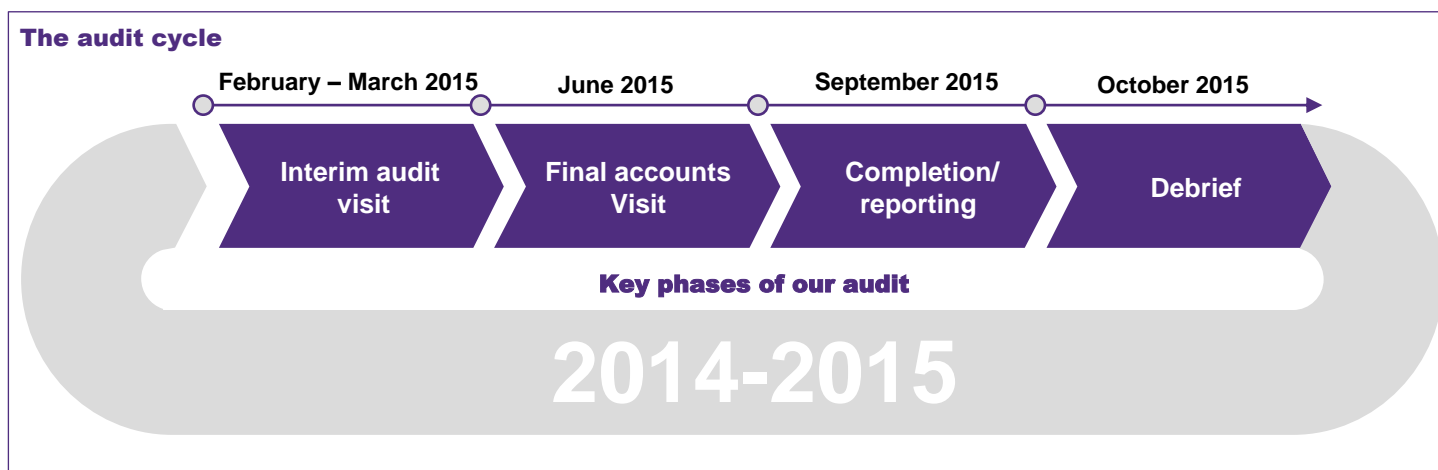 The audit cycle
February – March 2015
June 2015
September 2015
October 2015
Interim audit
visit
Final accounts
Visit
Completion/
reporting
Debrief
Key phases of our audit
2014-2015